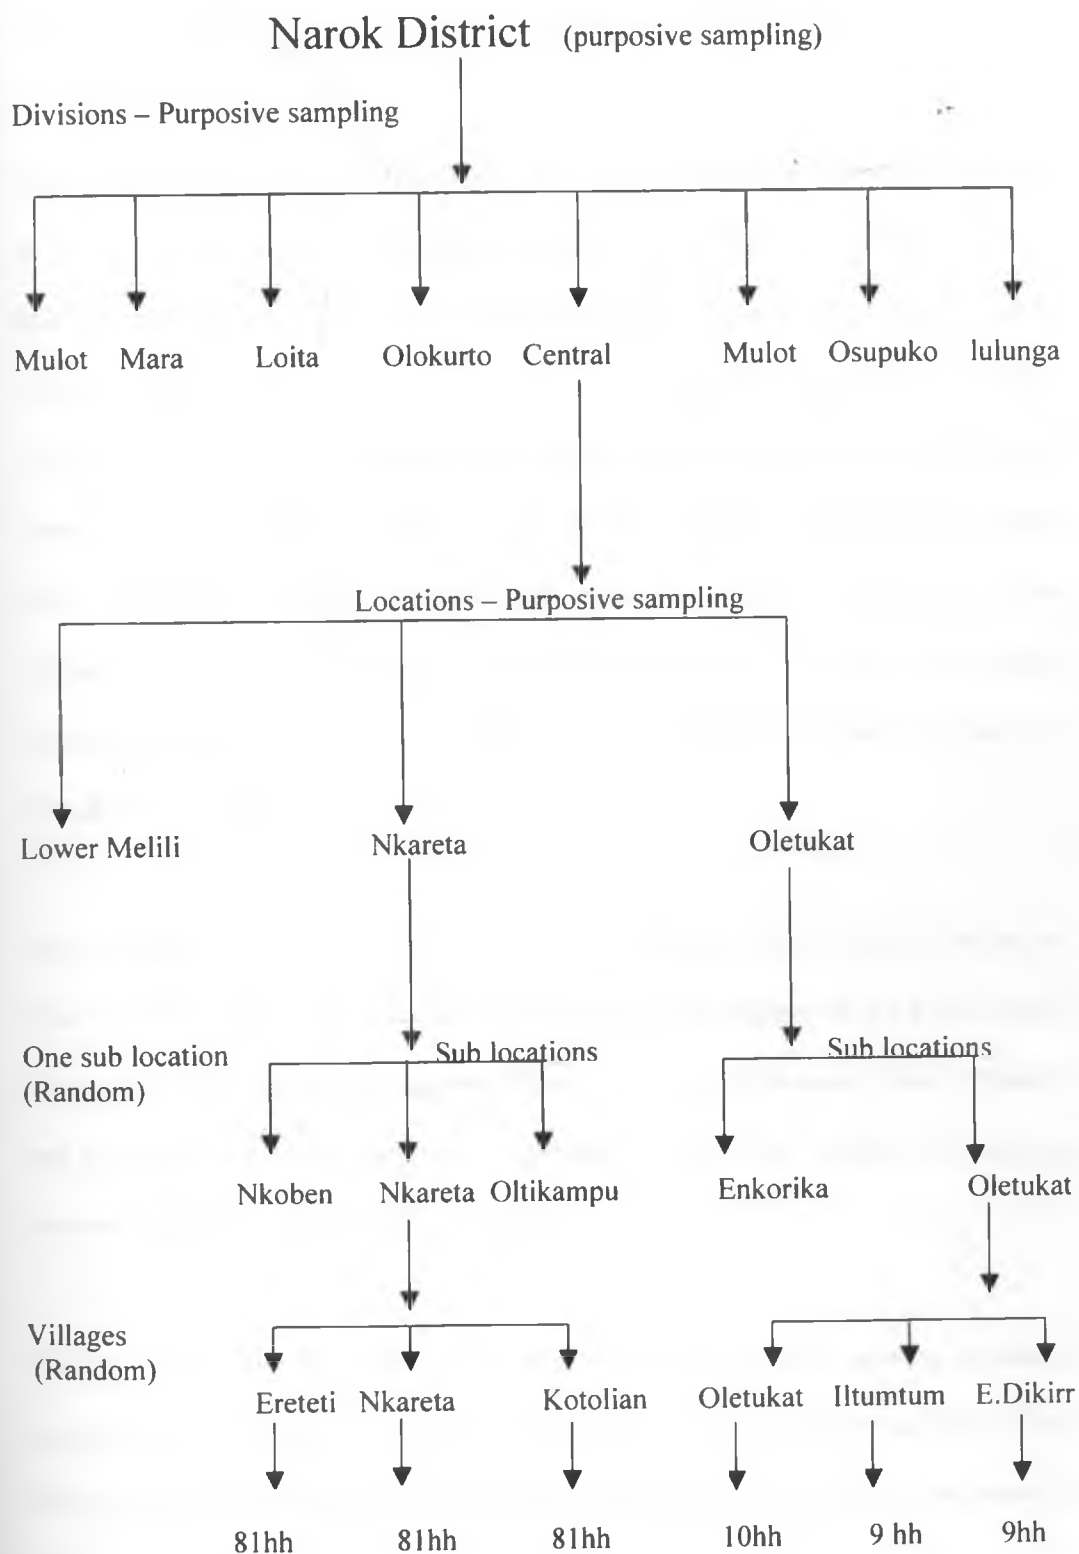 Narok District (purposive sampling)
Divisions – Purposive sampling
Mulot Mara Loita Olokurto Central Mulot Osupuko lulunga
Locations – Purposive sampling
Lower Melili Nkareta Oletukat
One sub location Sub locations Sub locations
(Random)
Nkoben Nkareta Oltikampu Enkorika Oletukat
Villages
(Random)
Ereteti Nkareta Kotolian Oletukat Iltumtum E.Dikirr
81hh 81hh 81hh 10hh 9 hh 9hh